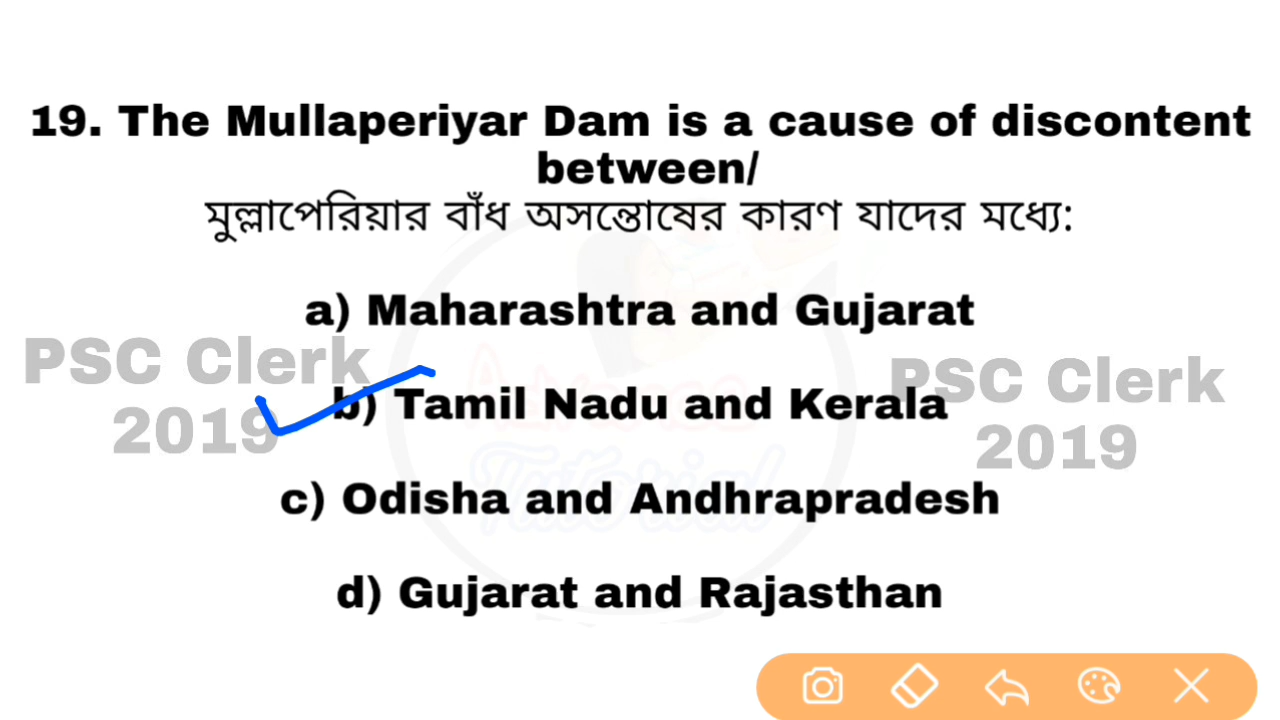 19. The Mullaperiyar Dam is a cause of discontent
between/
মুল্লাপেরিয়ার বাঁধ অসন্তোষের কারণ যাদের মধ্যে:
a) Maharashtra and Gujarat
PSC Clerk
2019
b) Tamil Nadu and Kerala
PSC Clerk
2019
c) Odisha and Andhrapradesh
Tutorial
d) Gujarat and Rajasthan